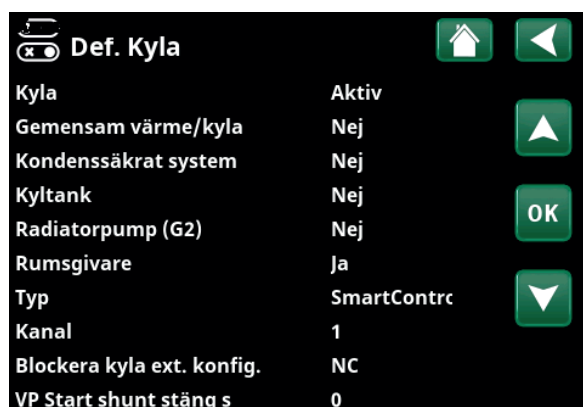 Def. Kyla
Kyla Aktiv
Gemensam värme/kyla Nej
Kondenssäkrat system Nej
Kyltank Nej
OK
Radiatorpump (G2) Nej
Rumsgivare Ja
Typ SmartContrc
Kanal 1
Blockera kyla ext. konfig. NC
VP Start shunt stäng s 0